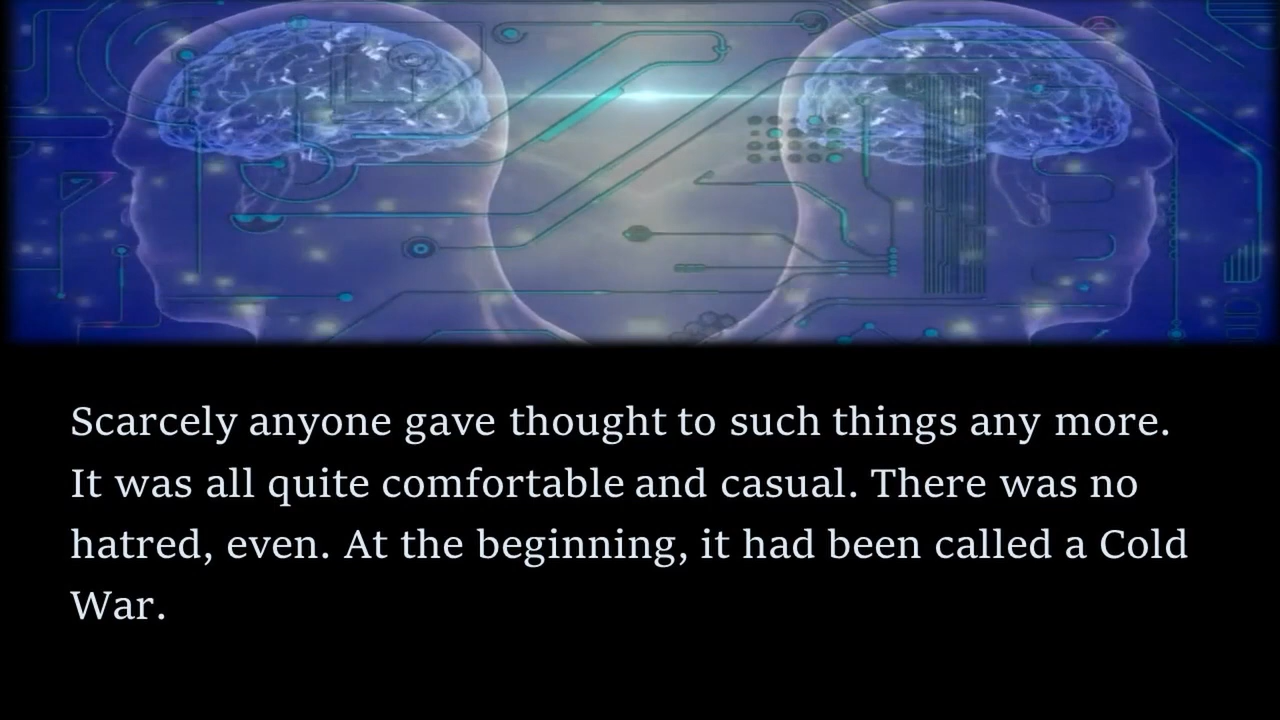 Scarcely anyone gave thought to such things any more.
It was all quite comfortable and casual. There was no
hatred, even. At the beginning, it had been called a Cold
War.